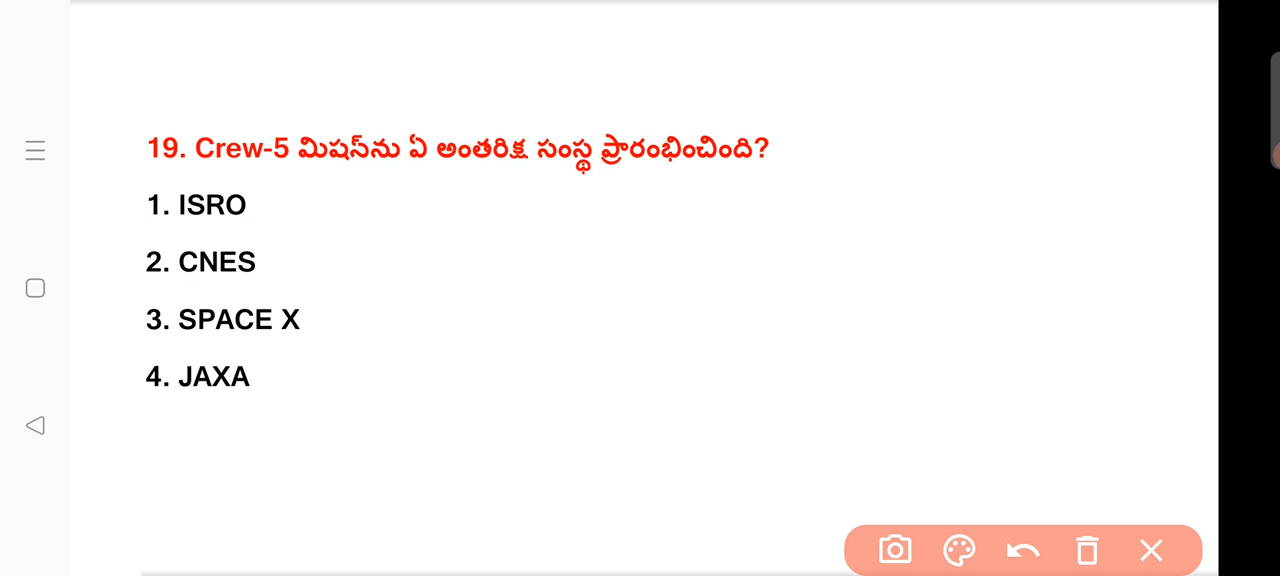 19. Crew-5 మిషన్‌ను ఏ అంతరిక్ష సంస్థ ప్రారంభించింది?
1. ISRO
2. CNES
3. SPACE X
4. JAXA